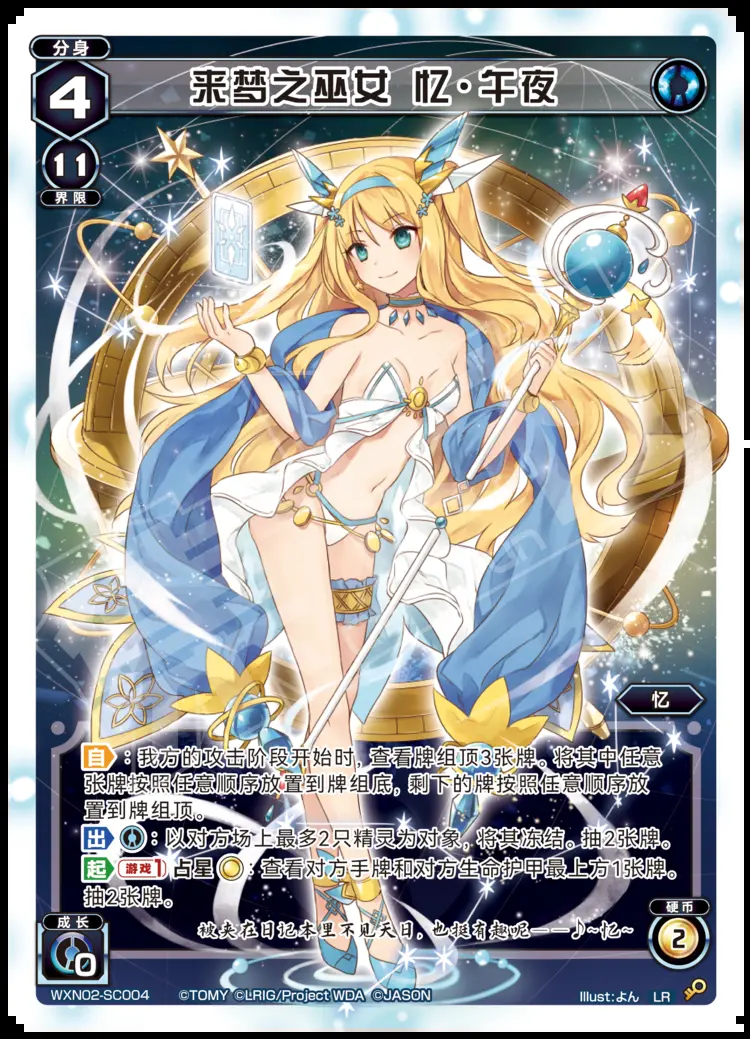 分身
4
来梦之巫女 忆·午夜
11
界限
忆
自：我方的攻击阶段开始时，查看牌组顶3张牌。将其中任意
张牌按照任意顺序放置到牌组底，剩下的牌按照任意顺序放
置到牌组顶。
出：以对方场上最多2只精灵为对象，将其冻结。抽2张牌。
起 游戏1 占星：查看对方手牌和对方生命护甲最上方1张牌。
抽2张牌。
被夹在日记本里不见天日，也挺有趣呢——♪~忆~
成长
0
硬币
2
WXN02-SC004 ©TOMY ©LRIG/Project WDA ©JASON Illust:よん LR